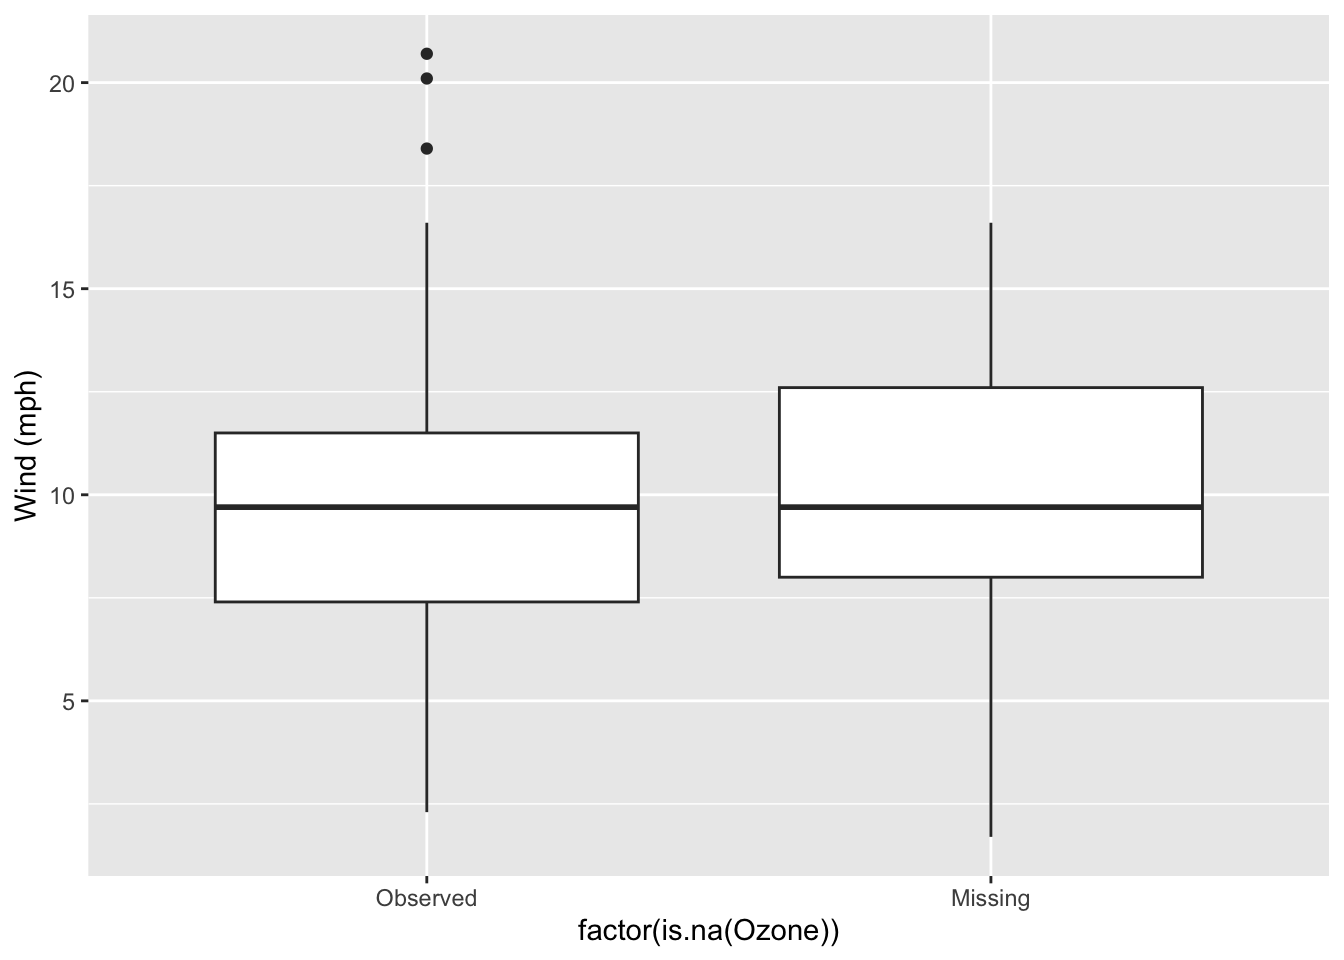 20
15
10
5
Wind (mph)
Observed
Missing
factor(is.na(Ozone))